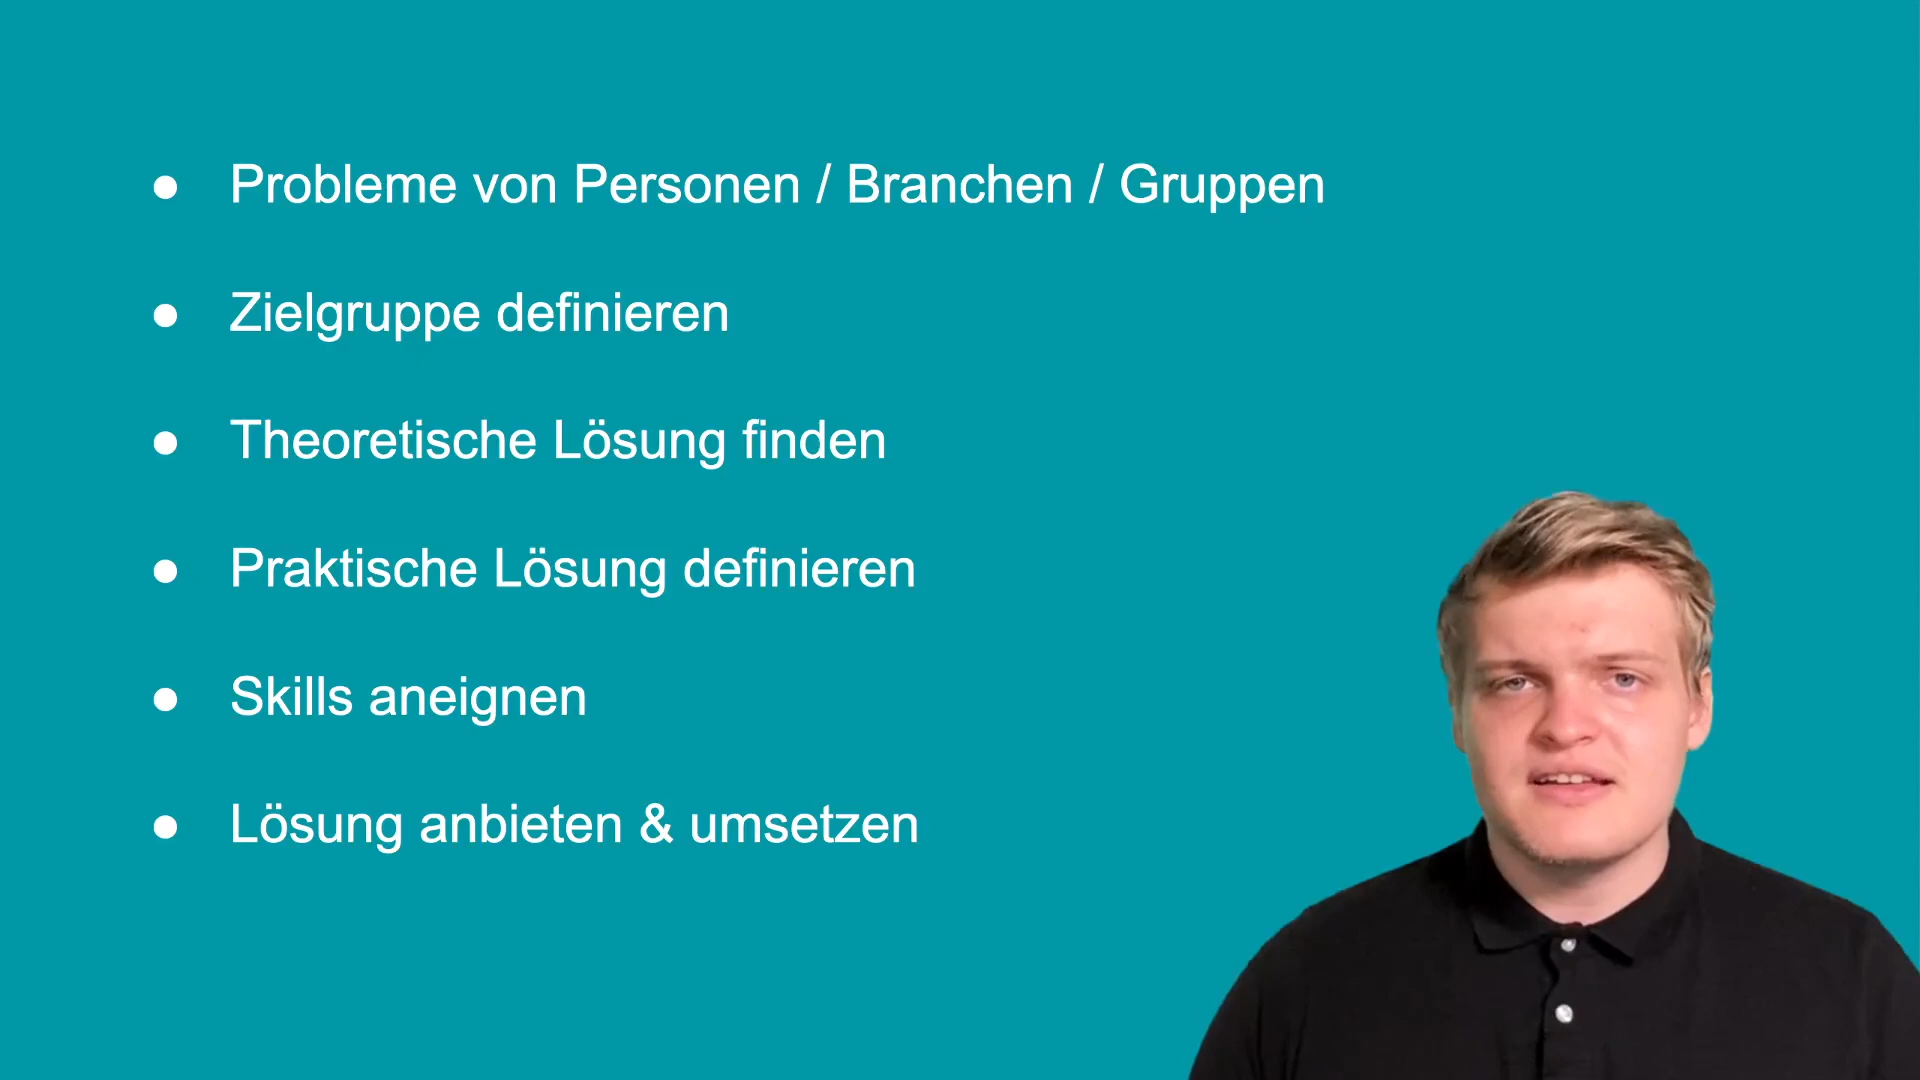 ● Probleme von Personen / Branchen / Gruppen
● Zielgruppe definieren
● Theoretische Lösung finden
● Praktische Lösung definieren
● Skills aneignen
● Lösung anbieten & umsetzen